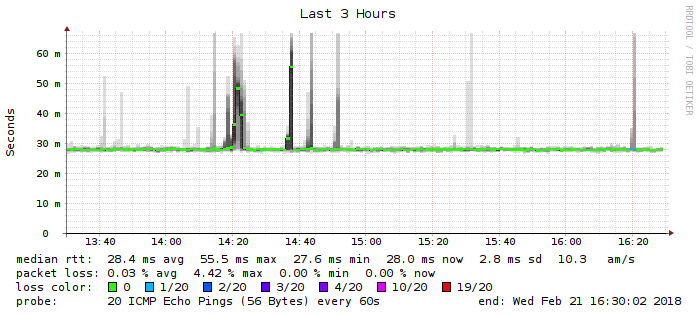 Last 3 Hours
RRDTOOL / TOBI OETIKER
Seconds
60 m
50 m
40 m
30 m
20 m
10 m
0
13:40 14:00 14:20 14:40 15:00 15:20 15:40 16:00 16:20
median rtt: 28.4 ms avg 55.5 ms max 27.6 ms min 28.0 ms now 2.8 ms sd 10.3 am/s
packet loss: 0.03 % avg 4.42 % max 0.00 % min 0.00 % now
loss color: 0 1/20 2/20 3/20 4/20 10/20 19/20
probe: 20 ICMP Echo Pings (56 Bytes) every 60s end: Wed Feb 21 16:30:02 2018